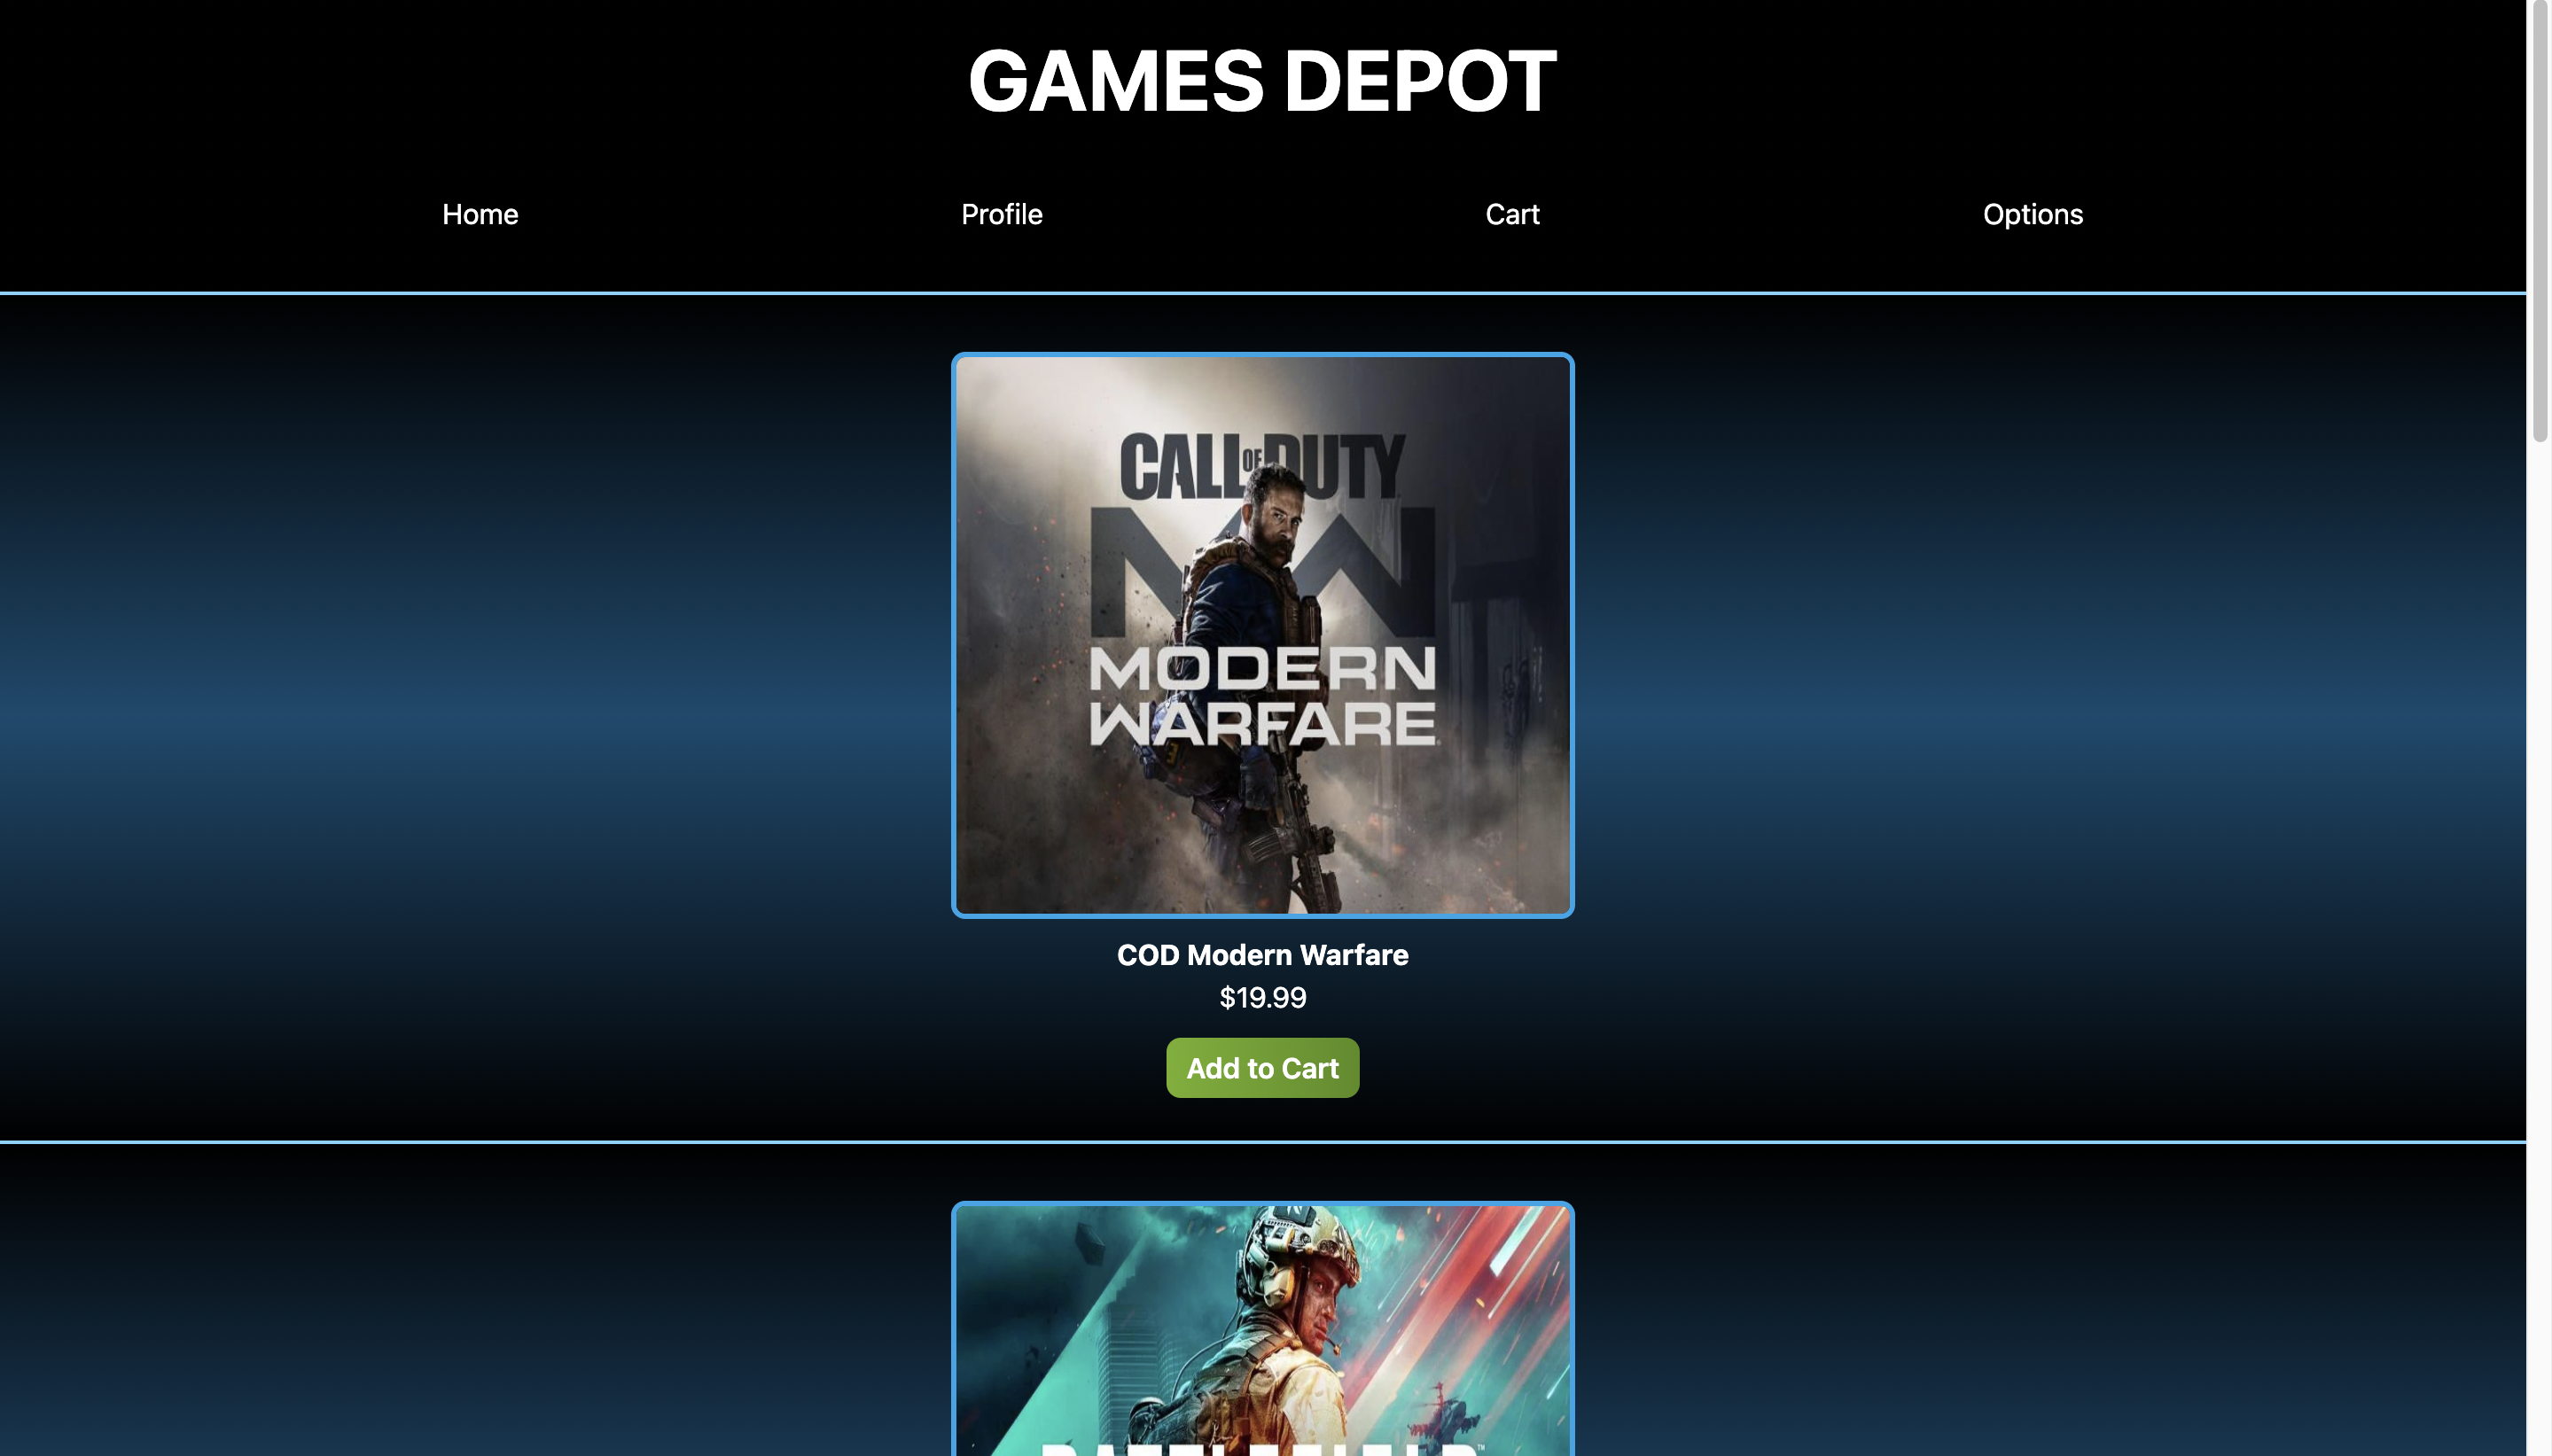 GAMES DEPOT
Home Profile Cart Options
CALL OF DUTY
MW
MODERN
WARFARE
COD Modern Warfare
$19.99
Add to Cart
BATTLEFIELD™